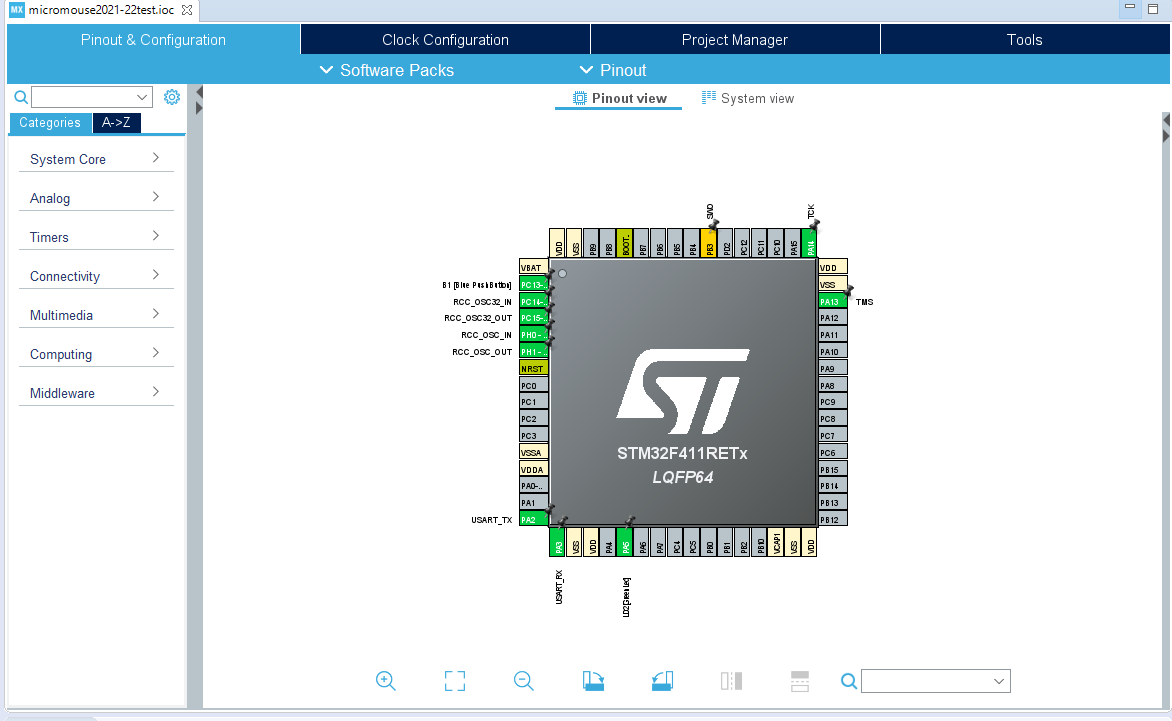 MX micromouse2021-22test.ioc
Pinout & Configuration
Clock Configuration
Project Manager
Tools
Software Packs
Pinout
Pinout view
System view
Categories
A->Z
System Core
Analog
Timers
Connectivity
Multimedia
Computing
Middleware
SWO
TCK
VDD
VSS
PB9
PB8
BOOT..
PB7
PB6
PB5
PB4
PB3
PD2
PC12
PC11
PC10
PA15
PA14
VBAT
B1 [Blue PushButton] PC13-..
RCC_OSC32_IN PC14-..
RCC_OSC32_OUT PC15-..
RCC_OSC_IN PH0 -..
RCC_OSC_OUT PH1 -..
NRST
PC0
PC1
PC2
PC3
VSSA
VDDA
PA0-..
PA1
USART_TX PA2
STM32F411RETx
LQFP64
VDD
VSS
PA13 TMS
PA12
PA11
PA10
PA9
PA8
PC9
PC8
PC7
PC6
PB15
PB14
PB13
PB12
PA3
VSS
VDD
PA4
PA5
PA6
PA7
PC4
PC5
PB0
PB1
PB2
PB10
VCAP1
VSS
VDD
USART_RX
LD2 [Green Led]
ST